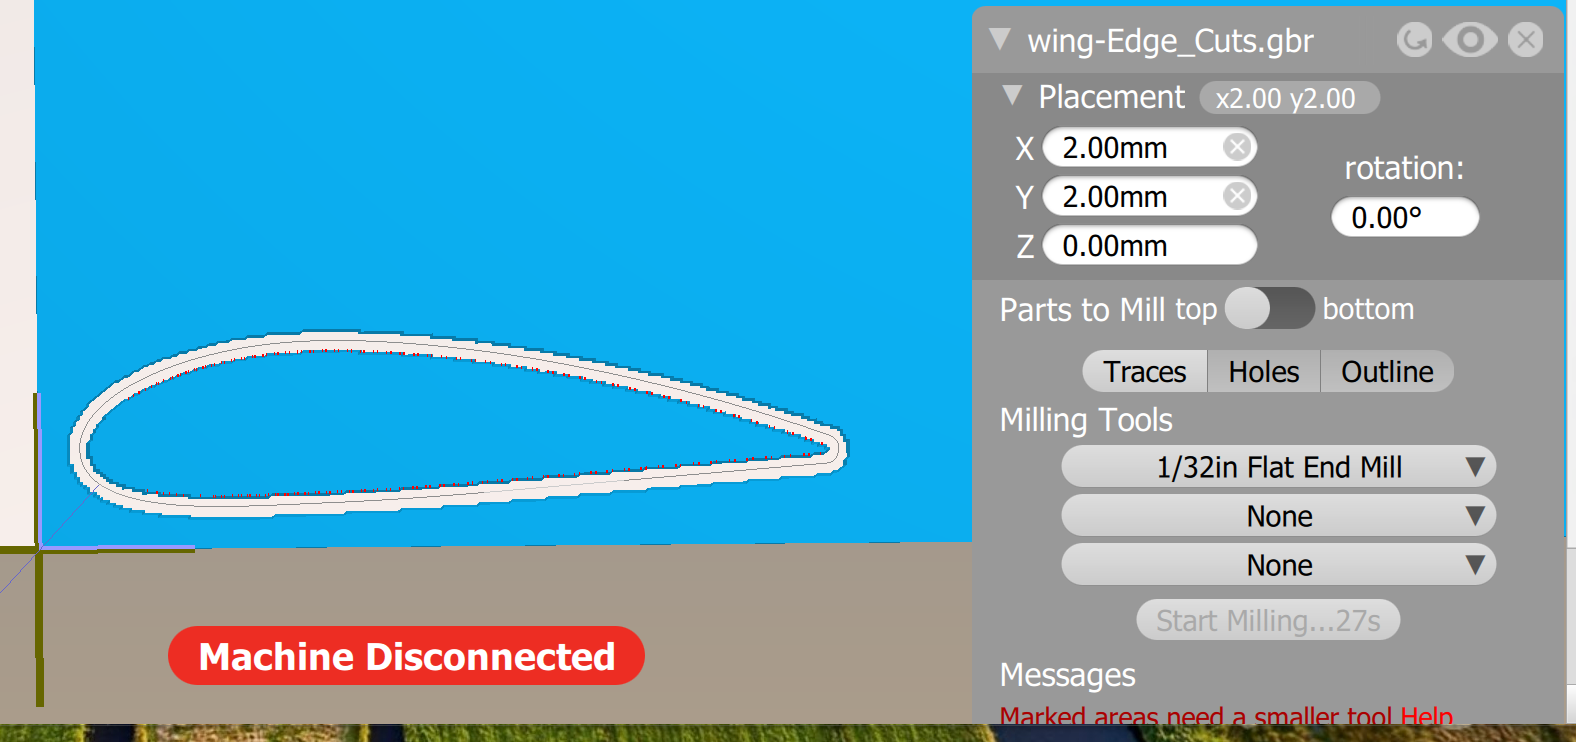 wing-Edge_Cuts.gbr
Placement x2.00 y2.00
X 2.00mm
Y 2.00mm
Z 0.00mm
rotation:
0.00°
Parts to Mill top bottom
Traces Holes Outline
Milling Tools
1/32in Flat End Mill
None
None
Start Milling...27s
Messages
Marked areas need a smaller tool Help
Machine Disconnected